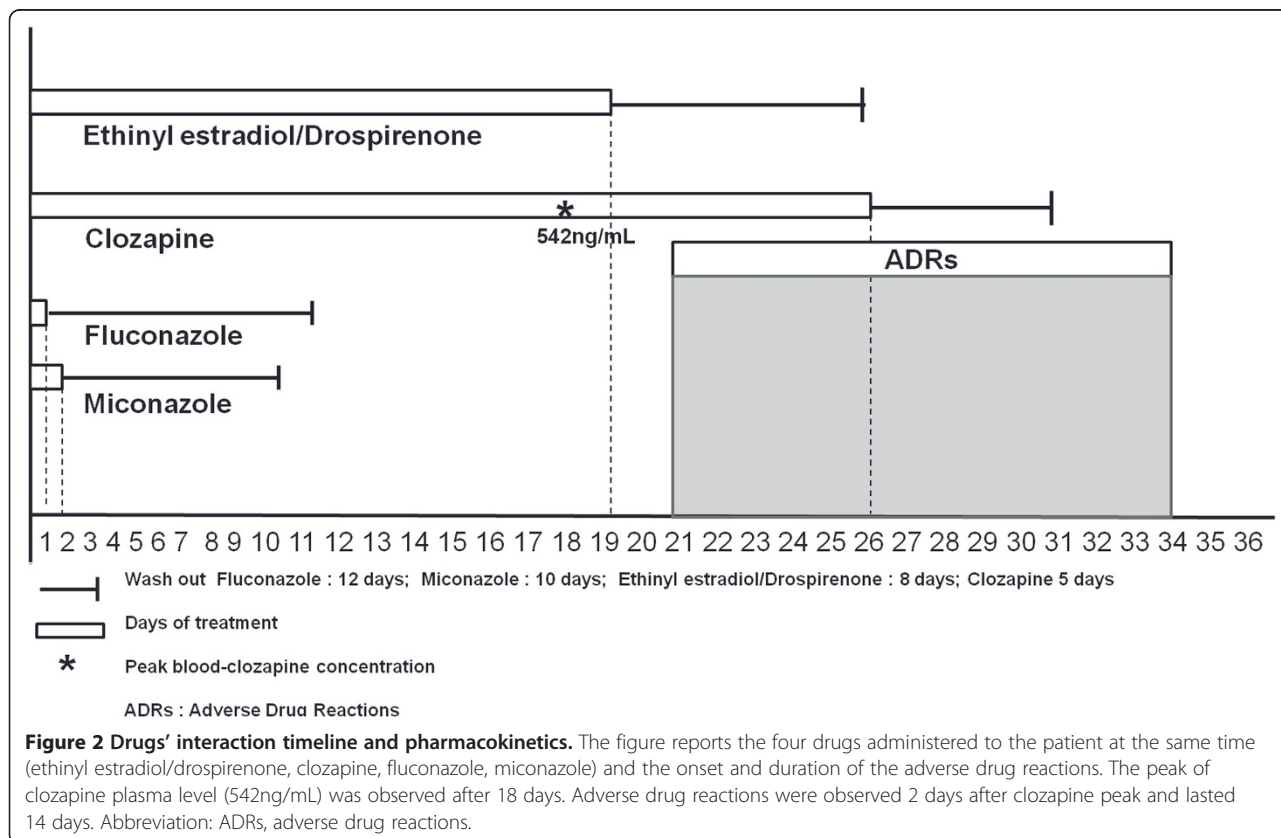 Ethinyl estradiol/Drospirenone
*
542ng/mL
Clozapine
ADRs
Fluconazole
Miconazole
1 2 3 4 5 6 7 8 9 10 11 12 13 14 15 16 17 18 19 20 21 22 23 24 25 26 27 28 29 30 31 32 33 34 35 36
Wash out Fluconazole : 12 days; Miconazole : 10 days; Ethinyl estradiol/Drospirenone : 8 days; Clozapine 5 days
Days of treatment
* Peak blood-clozapine concentration
ADRs : Adverse Drug Reactions
Figure 2 Drugs' interaction timeline and pharmacokinetics. The figure reports the four drugs administered to the patient at the same time
(ethinyl estradiol/drospirenone, clozapine, fluconazole, miconazole) and the onset and duration of the adverse drug reactions. The peak of
clozapine plasma level (542ng/mL) was observed after 18 days. Adverse drug reactions were observed 2 days after clozapine peak and lasted
14 days. Abbreviation: ADRs, adverse drug reactions.